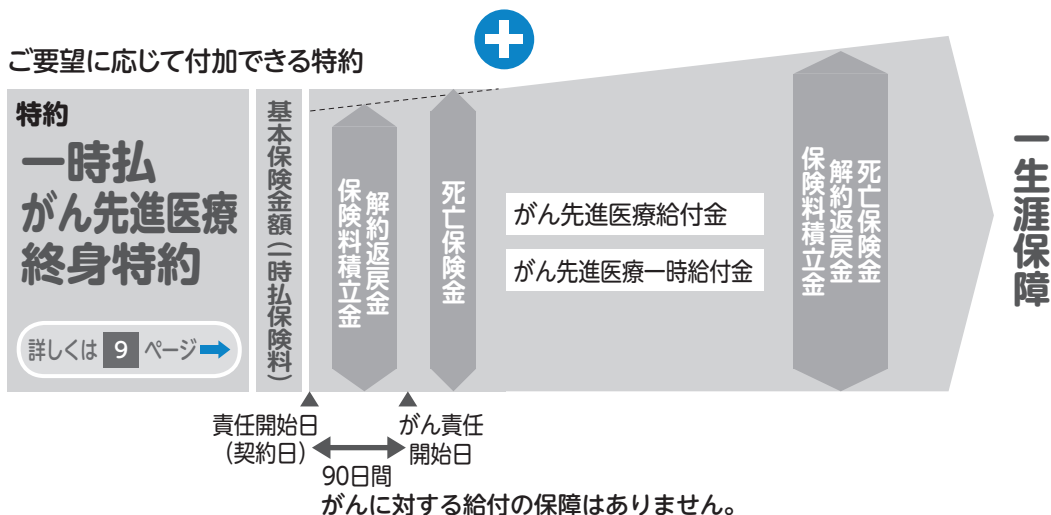 ご要望に応じて付加できる特約
特約
一時払
がん先進医療
終身特約
詳しくは 9 ページ
基本保険金額(一時払保険料)
解約返戻金
保険料積立金
死亡保険金
がん先進医療給付金
がん先進医療一時給付金
死亡保険金
解約返戻金
保険料積立金
一生涯保障
責任開始日
(契約日)
がん責任
開始日
90日間
がんに対する給付の保障はありません。